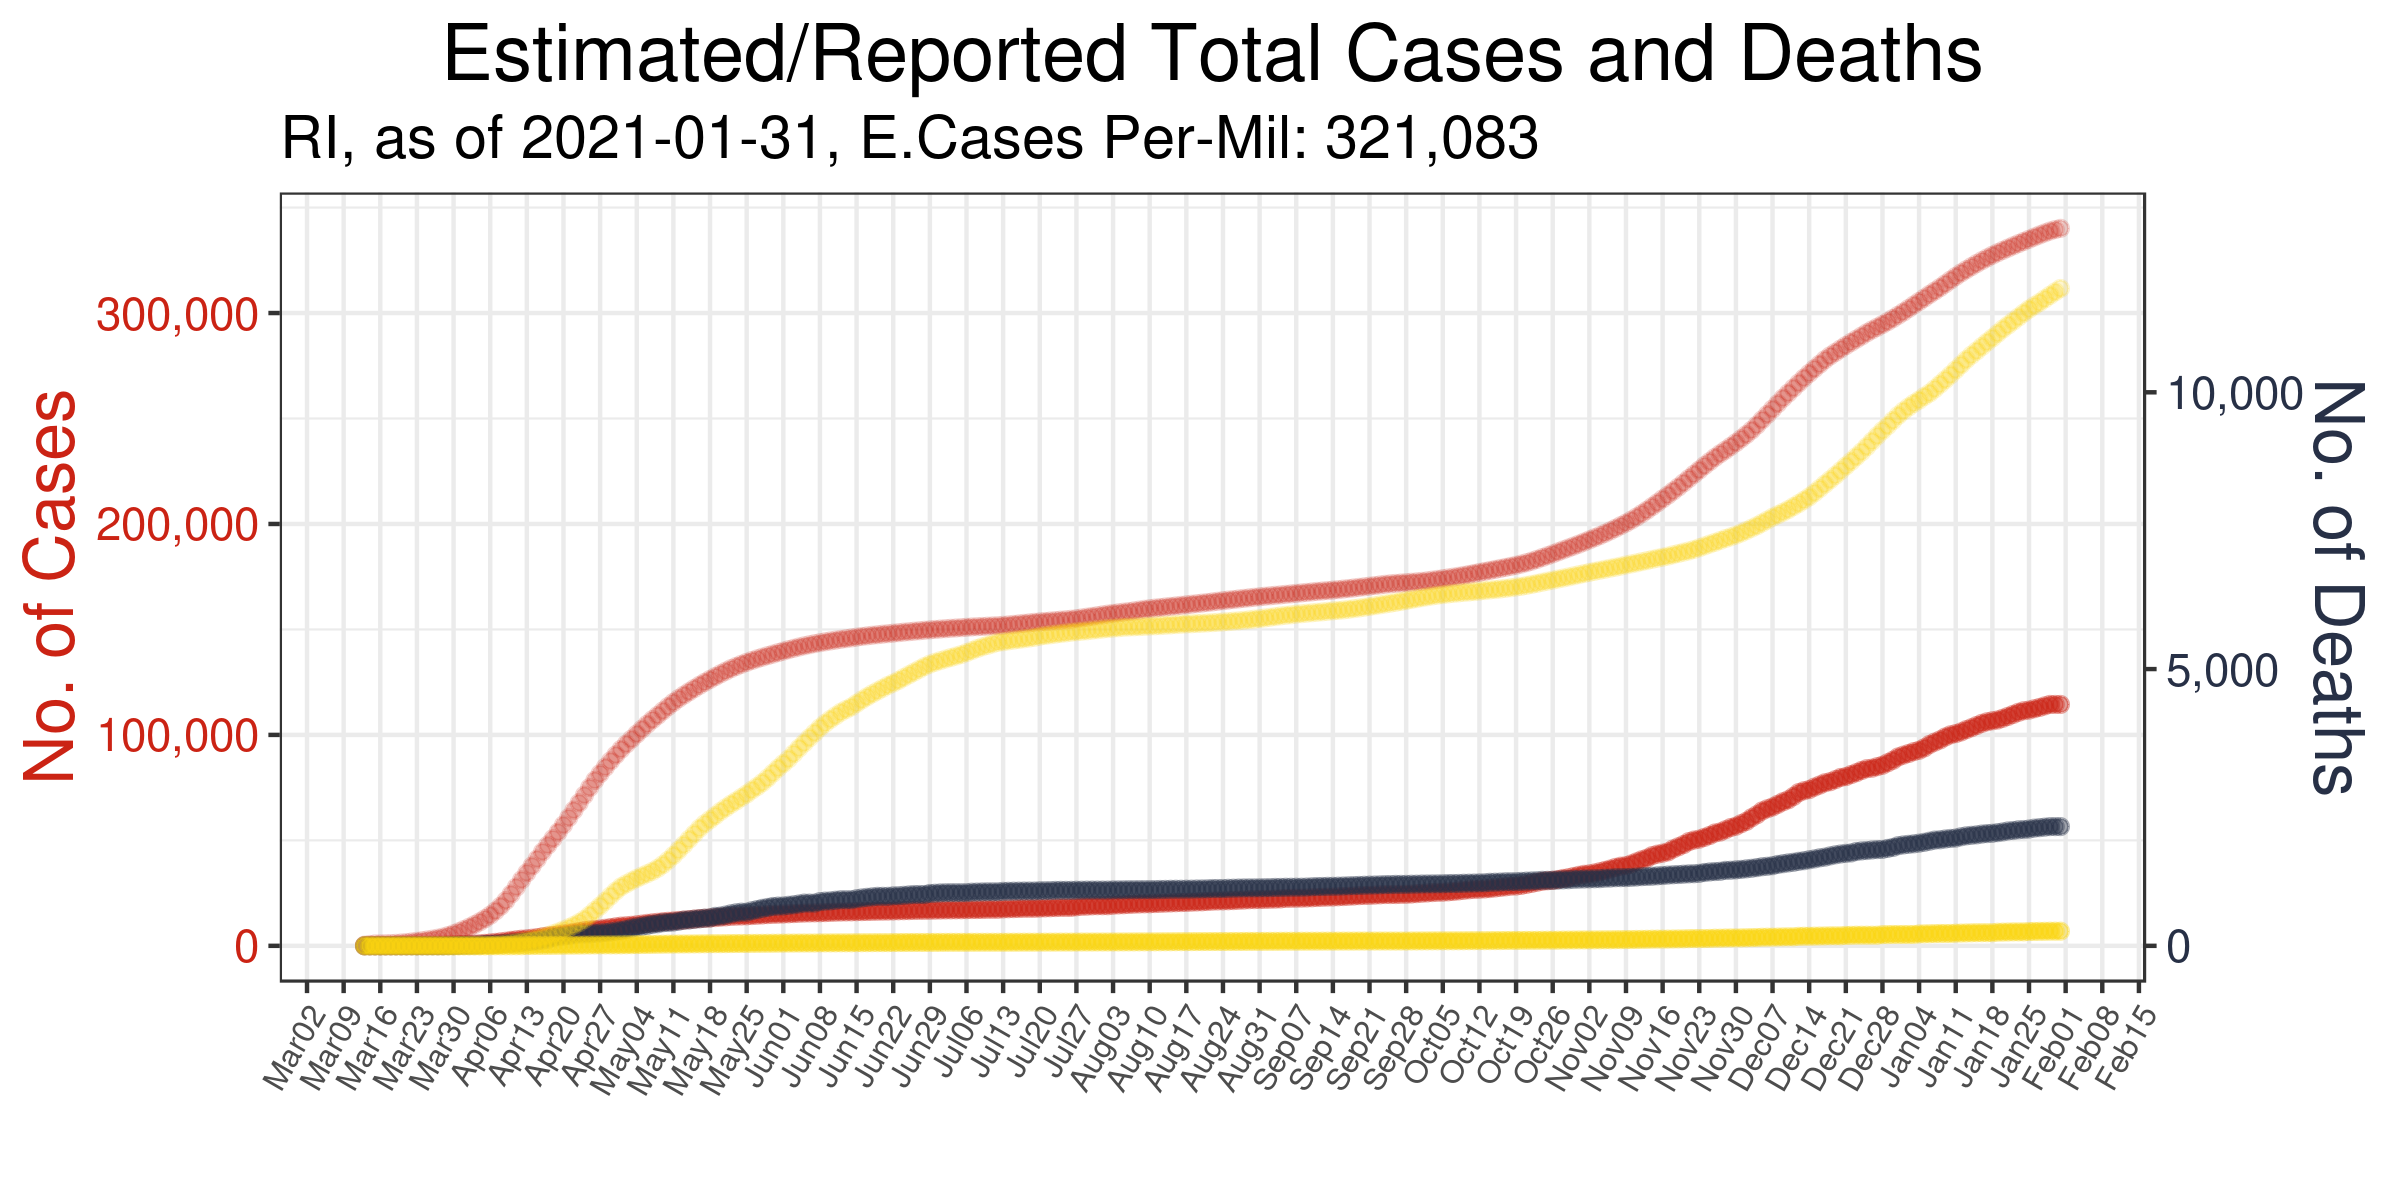 Estimated/Reported Total Cases and Deaths
RI, as of 2021-01-31, E.Cases Per-Mil: 321,083
No. of Cases
300,000
200,000
100,000
0
10,000
5,000
0
No. of Deaths
Mar02
Mar09
Mar16
Mar23
Mar30
Apr06
Apr13
Apr20
Apr27
May04
May11
May18
May25
Jun01
Jun08
Jun15
Jun22
Jun29
Jul06
Jul13
Jul20
Jul27
Aug03
Aug10
Aug17
Aug24
Aug31
Sep07
Sep14
Sep21
Sep28
Oct05
Oct12
Oct19
Oct26
Nov02
Nov09
Nov16
Nov23
Nov30
Dec07
Dec14
Dec21
Dec28
Jan04
Jan11
Jan18
Jan25
Feb01
Feb08
Feb15